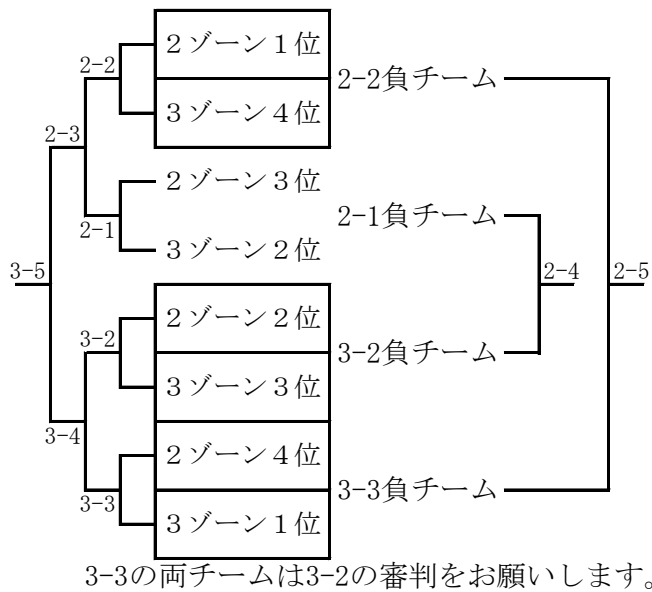 2-2
2ゾーン1位
3ゾーン4位
2-2負チーム
2-3
2-1
2ゾーン3位
3ゾーン2位
2-1負チーム
3-5
2-4
2-5
3-2
2ゾーン2位
3ゾーン3位
3-2負チーム
3-4
3-3
2ゾーン4位
3ゾーン1位
3-3負チーム
3-3の両チームは3-2の審判をお願いします。